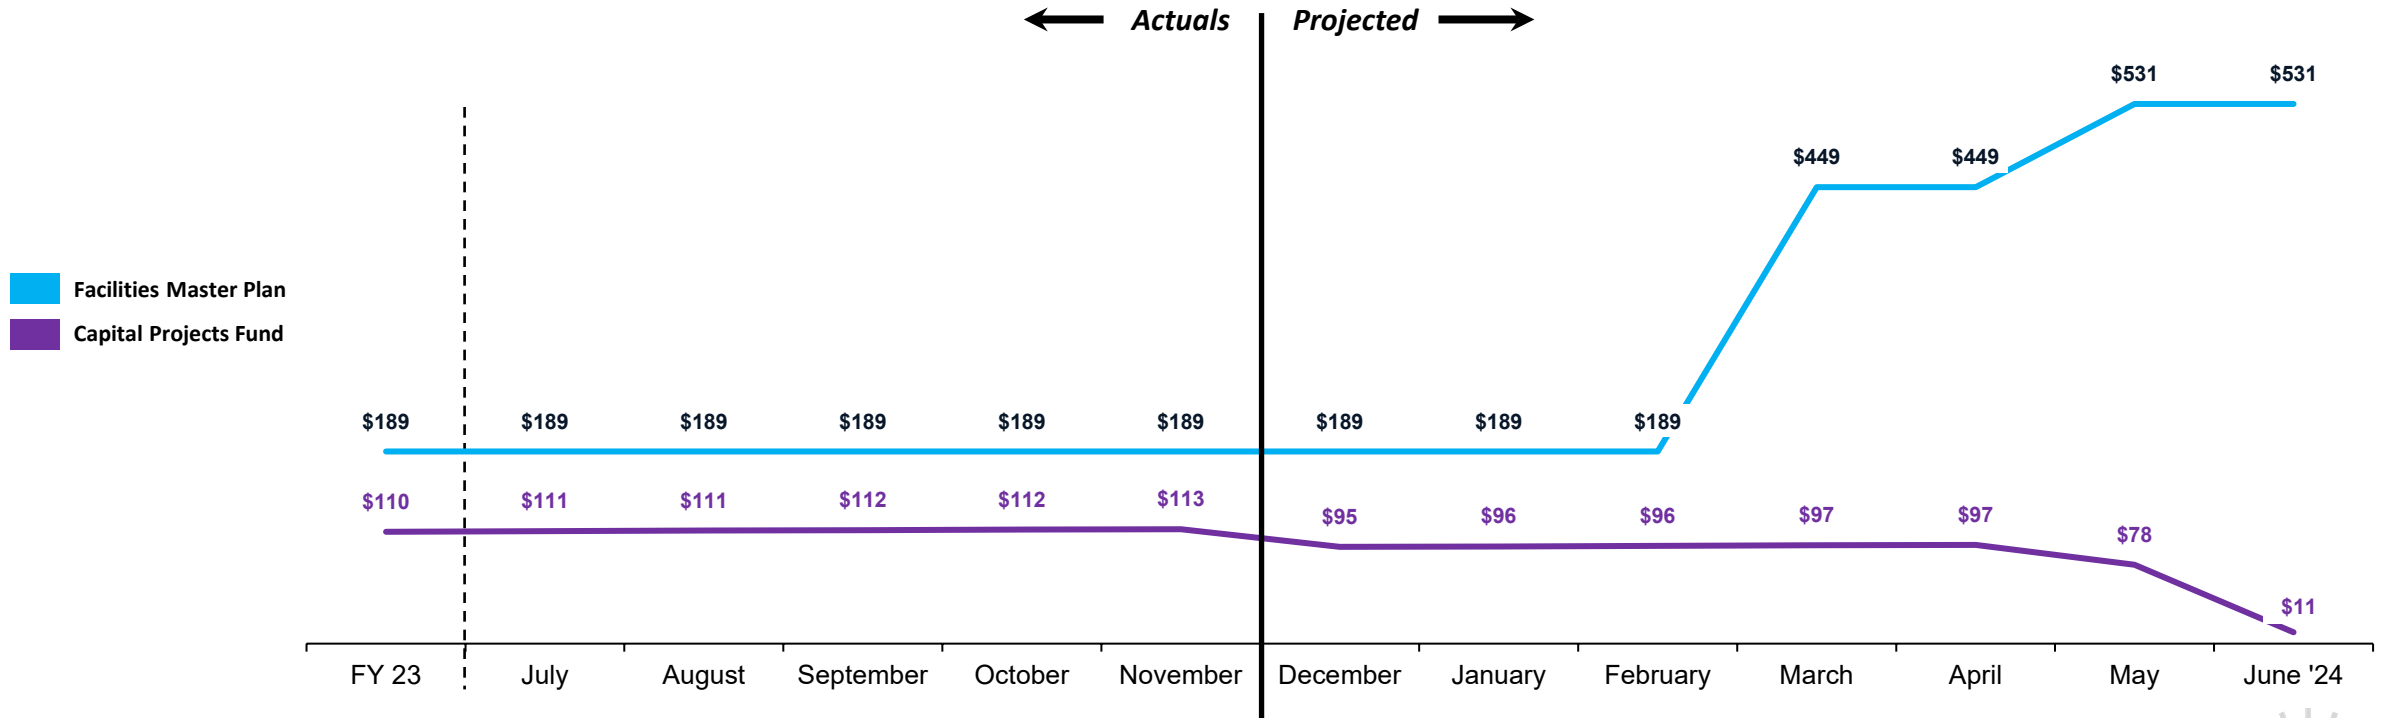 Actuals Projected
$531 $531
$449 $449
Facilities Master Plan
Capital Projects Fund
$189 $189 $189 $189 $189 $189 $189 $189 $189
$110 $111 $111 $112 $112 $113 $95 $96 $96 $97 $97 $78
$11
FY 23 July August September October November December January February March April May June '24